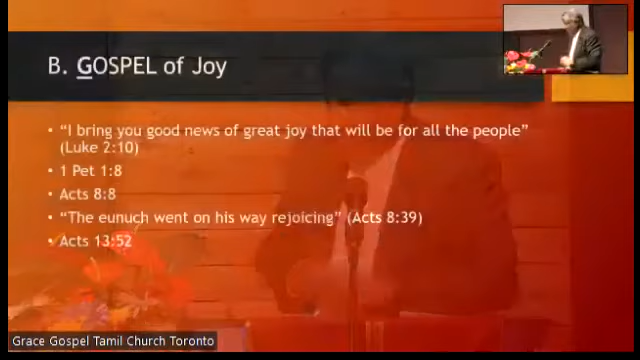 B. GOSPEL of Joy
• “I bring you good news of great joy that will be for all the people”
(Luke 2:10)
• 1 Pet 1:8
• Acts 8:8
• “The eunuch went on his way rejoicing” (Acts 8:39)
• Acts 13:52
Grace Gospel Tamil Church Toronto